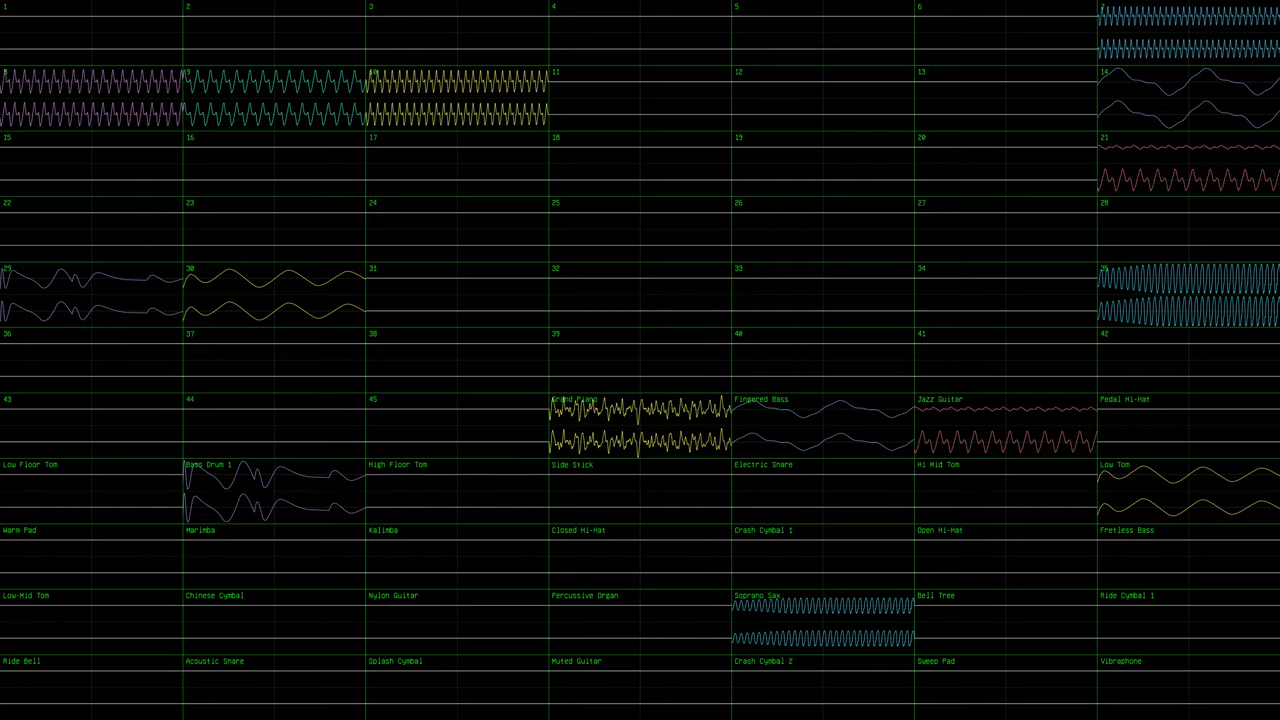 1 2 3 4 5 6 7
8 9 10 11 12 13 14
15 16 17 18 19 20 21
22 23 24 25 26 27 28
29 30 31 32 33 34 35
36 37 38 39 40 41 42
43 44 45 Grand Piano Fingered Bass Jazz Guitar Pedal Hi-Hat
Low Floor Tom Bass Drum 1 High Floor Tom Side Stick Electric Snare Hi Mid Tom Low Tom
Warm Pad Marimba Kalimba Closed Hi-Hat Crash Cymbal 1 Open Hi-Hat Fretless Bass
Low-Mid Tom Chinese Cymbal Nylon Guitar Percussive Organ Soprano Sax Bell Tree Ride Cymbal 1
Ride Bell Acoustic Snare Splash Cymbal Muted Guitar Crash Cymbal 2 Sweep Pad Vibraphone